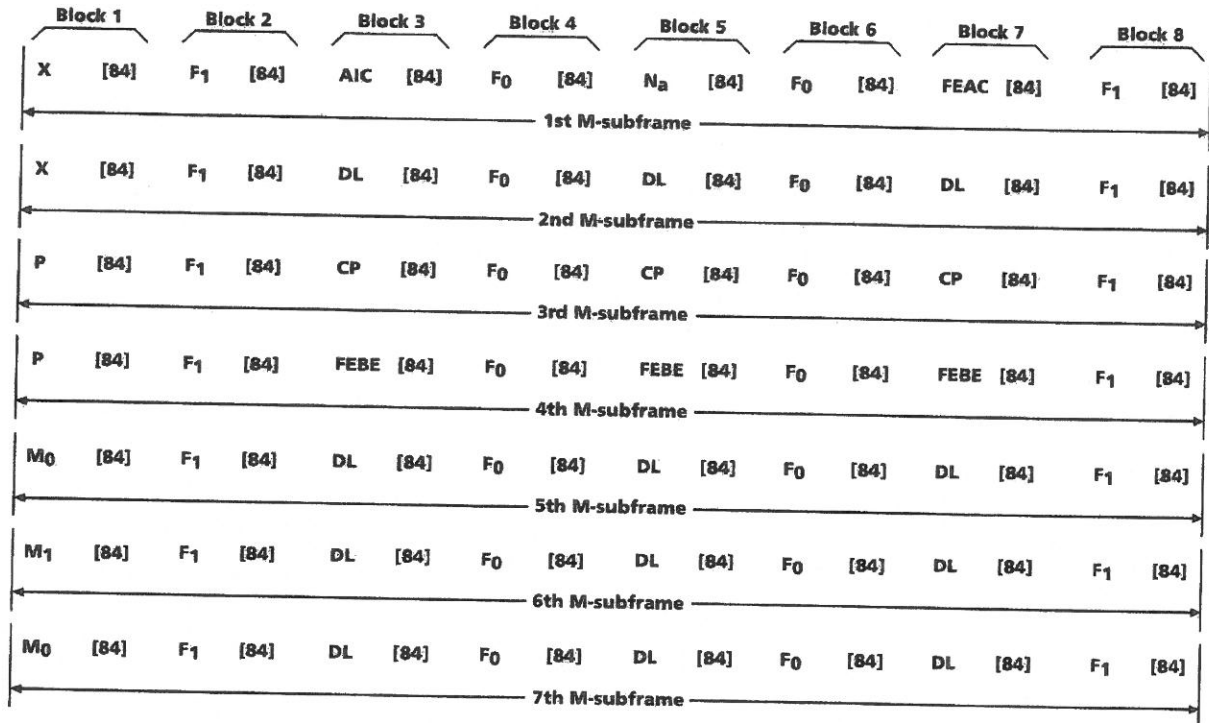 Block 1 Block 2 Block 3 Block 4 Block 5 Block 6 Block 7 Block 8
X [84] F1 [84] AIC [84] F0 [84] Na [84] F0 [84] FEAC [84] F1 [84]
1st M-subframe
X [84] F1 [84] DL [84] F0 [84] DL [84] F0 [84] DL [84] F1 [84]
2nd M-subframe
P [84] F1 [84] CP [84] F0 [84] CP [84] F0 [84] CP [84] F1 [84]
3rd M-subframe
P [84] F1 [84] FEBE [84] F0 [84] FEBE [84] F0 [84] FEBE [84] F1 [84]
4th M-subframe
M0 [84] F1 [84] DL [84] F0 [84] DL [84] F0 [84] DL [84] F1 [84]
5th M-subframe
M1 [84] F1 [84] DL [84] F0 [84] DL [84] F0 [84] DL [84] F1 [84]
6th M-subframe
M0 [84] F1 [84] DL [84] F0 [84] DL [84] F0 [84] DL [84] F1 [84]
7th M-subframe